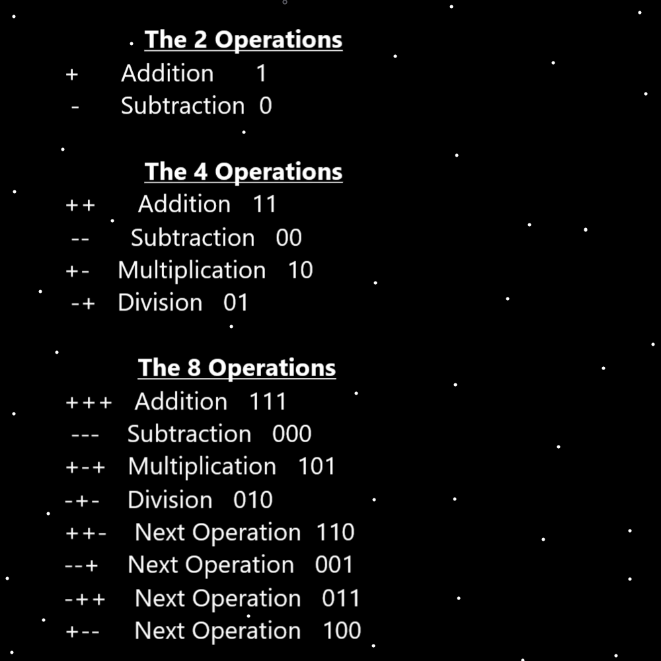 The 2 Operations
+ Addition 1
- Subtraction 0
The 4 Operations
++ Addition 11
-- Subtraction 00
+- Multiplication 10
-+ Division 01
The 8 Operations
+++ Addition 111
--- Subtraction 000
+-+ Multiplication 101
-+- Division 010
++- Next Operation 110
--+ Next Operation 001
-++ Next Operation 011
+-- Next Operation 100